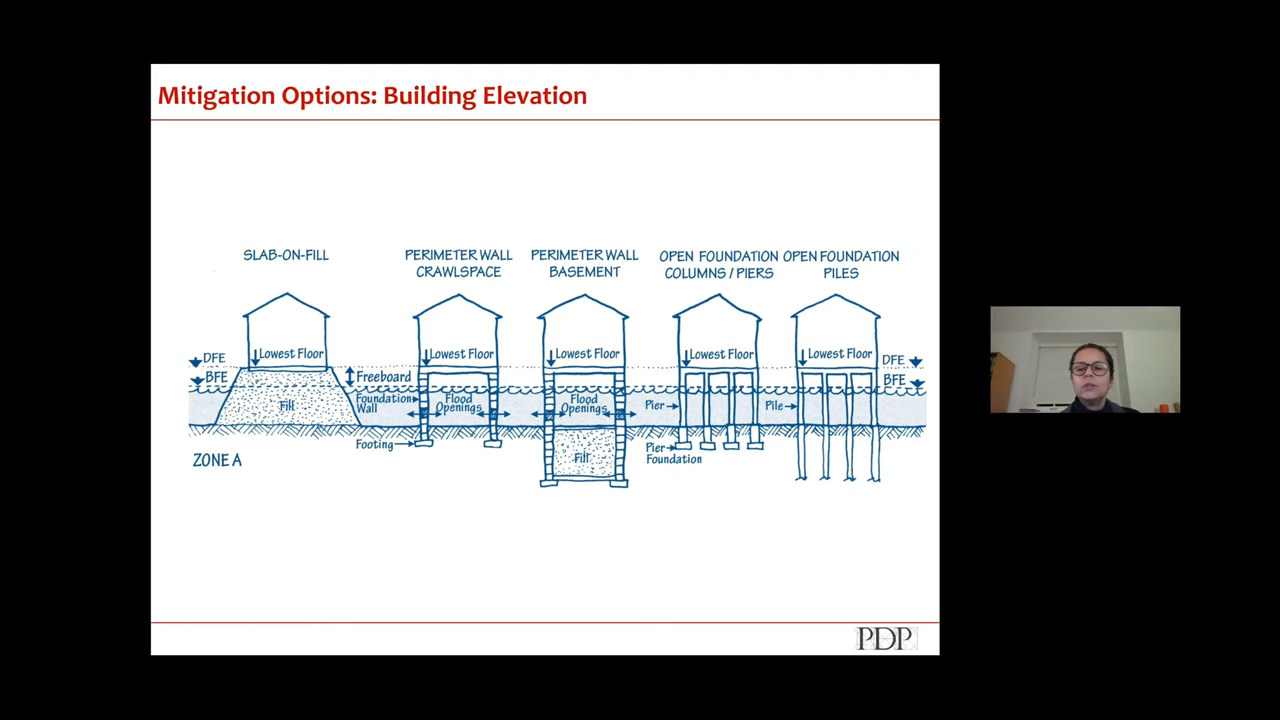 Mitigation Options: Building Elevation
SLAB-ON-FILL
PERIMETER WALL
CRAWLSPACE
PERIMETER WALL
BASEMENT
OPEN FOUNDATION
COLUMNS / PIERS
OPEN FOUNDATION
PILES
DFE
BFE
Lowest Floor
Fill
Freeboard
Foundation
Wall
Footing
Lowest Floor
Flood
Openings
Lowest Floor
Flood
Openings
Fill
Lowest Floor
Pier
Pier
Foundation
Lowest Floor
Pile
DFE
BFE
ZONE A
PDP